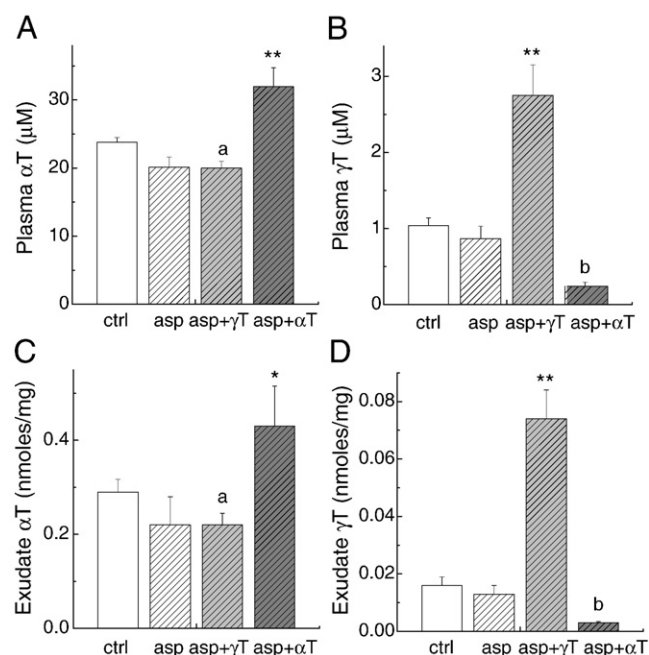 A
Plasma αT (μM)
30
20
10
0
**
a
ctrl asp asp+γT asp+αT
B
Plasma γT (μM)
3
2
1
0
**
b
ctrl asp asp+γT asp+αT
C
Exudate αT (nmoles/mg)
0.4
0.2
0.0
*
a
ctrl asp asp+γT asp+αT
D
Exudate γT (nmoles/mg)
0.08
0.06
0.04
0.02
0.00
**
b
ctrl asp asp+γT asp+αT